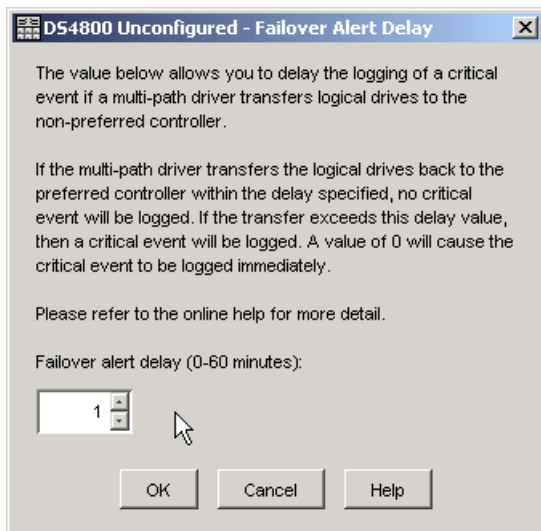 DS4800 Unconfigured - Failover Alert Delay
The value below allows you to delay the logging of a critical
event if a multi-path driver transfers logical drives to the
non-preferred controller.
If the multi-path driver transfers the logical drives back to the
preferred controller within the delay specified, no critical
event will be logged. If the transfer exceeds this delay value,
then a critical event will be logged. A value of 0 will cause the
critical event to be logged immediately.
Please refer to the online help for more detail.
Failover alert delay (0-60 minutes):
1
OK Cancel Help